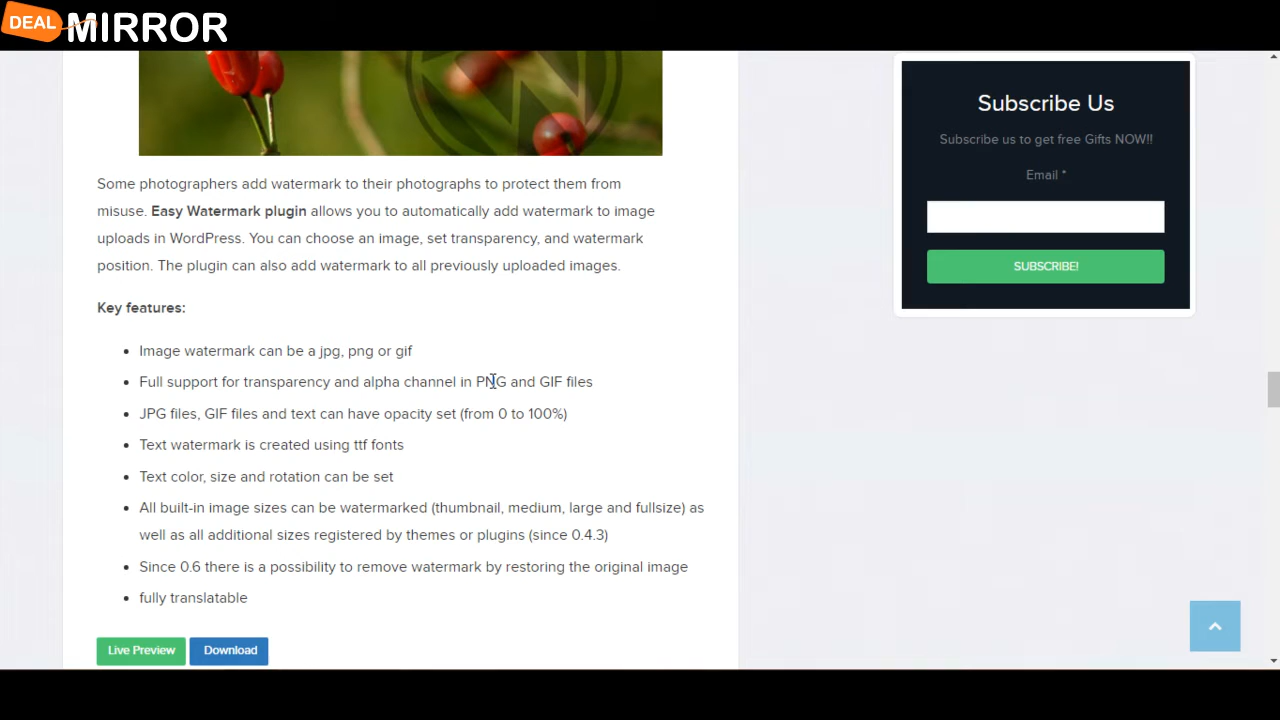 DEAL MIRROR
Subscribe Us
Subscribe us to get free Gifts NOW!!
Email *
SUBSCRIBE!
Some photographers add watermark to their photographs to protect them from
misuse. Easy Watermark plugin allows you to automatically add watermark to image
uploads in WordPress. You can choose an image, set transparency, and watermark
position. The plugin can also add watermark to all previously uploaded images.
Key features:
Image watermark can be a jpg, png or gif
Full support for transparency and alpha channel in PNG and GIF files
JPG files, GIF files and text can have opacity set (from 0 to 100%)
Text watermark is created using ttf fonts
Text color, size and rotation can be set
All built-in image sizes can be watermarked (thumbnail, medium, large and fullsize) as
well as all additional sizes registered by themes or plugins (since 0.4.3)
Since 0.6 there is a possibility to remove watermark by restoring the original image
fully translatable
Live Preview
Download